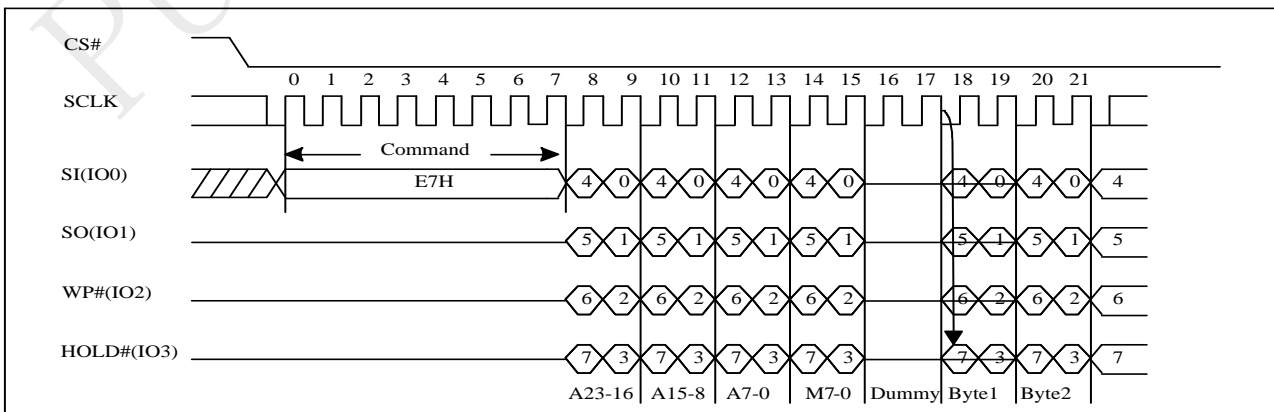 CS#
0 1 2 3 4 5 6 7 8 9 10 11 12 13 14 15 16 17 18 19 20 21
SCLK
Command
SI(IO0) E7H 4 0 4 0 4 0 4 0 4 0 4 0 4
SO(IO1) 5 1 5 1 5 1 5 1 5 1 5 1 5
WP#(IO2) 6 2 6 2 6 2 6 2 6 2 6 2 6
HOLD#(IO3) 7 3 7 3 7 3 7 3 7 3 7 3 7
A23-16 A15-8 A7-0 M7-0 Dummy Byte1 Byte2